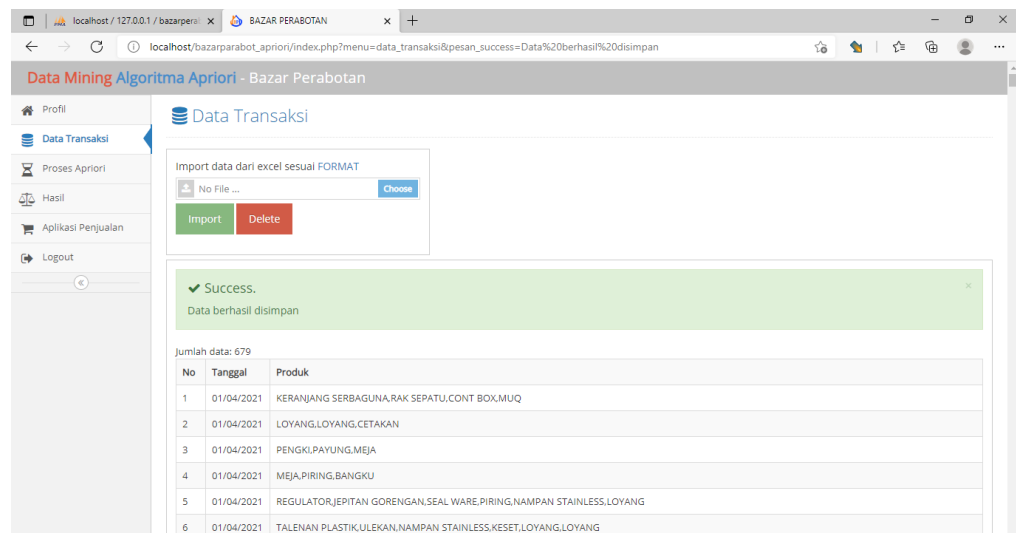 localhost / 127.0.0.1 / bazarperal
BAZAR PERABOTAN
localhost/bazarparabot_apriori/index.php?menu=data_transaksi&pesan_success=Data%20berhasil%20disimpan
Data Mining Algoritma Apriori - Bazar Perabotan
Profil
Data Transaksi
Proses Apriori
Hasil
Aplikasi Penjualan
Logout
Data Transaksi
Import data dari excel sesuai FORMAT
No File ... Choose
Import Delete
Success.
Data berhasil disimpan
Jumlah data: 679
No Tanggal Produk
1 01/04/2021 KERANJANG SERBAGUNA,RAK SEPATU,CONT BOX,MUQ
2 01/04/2021 LOYANG,LOYANG,CETAKAN
3 01/04/2021 PENGKI,PAYUNG,MEJA
4 01/04/2021 MEJA,PIRING,BANGKU
5 01/04/2021 REGULATOR,JEPITAN GORENGAN,SEAL WARE,PIRING,NAMPAN STAINLESS,LOYANG
6 01/04/2021 TALENAN PLASTIK,ULEKAN,NAMPAN STAINLESS,KESET,LOYANG,LOYANG